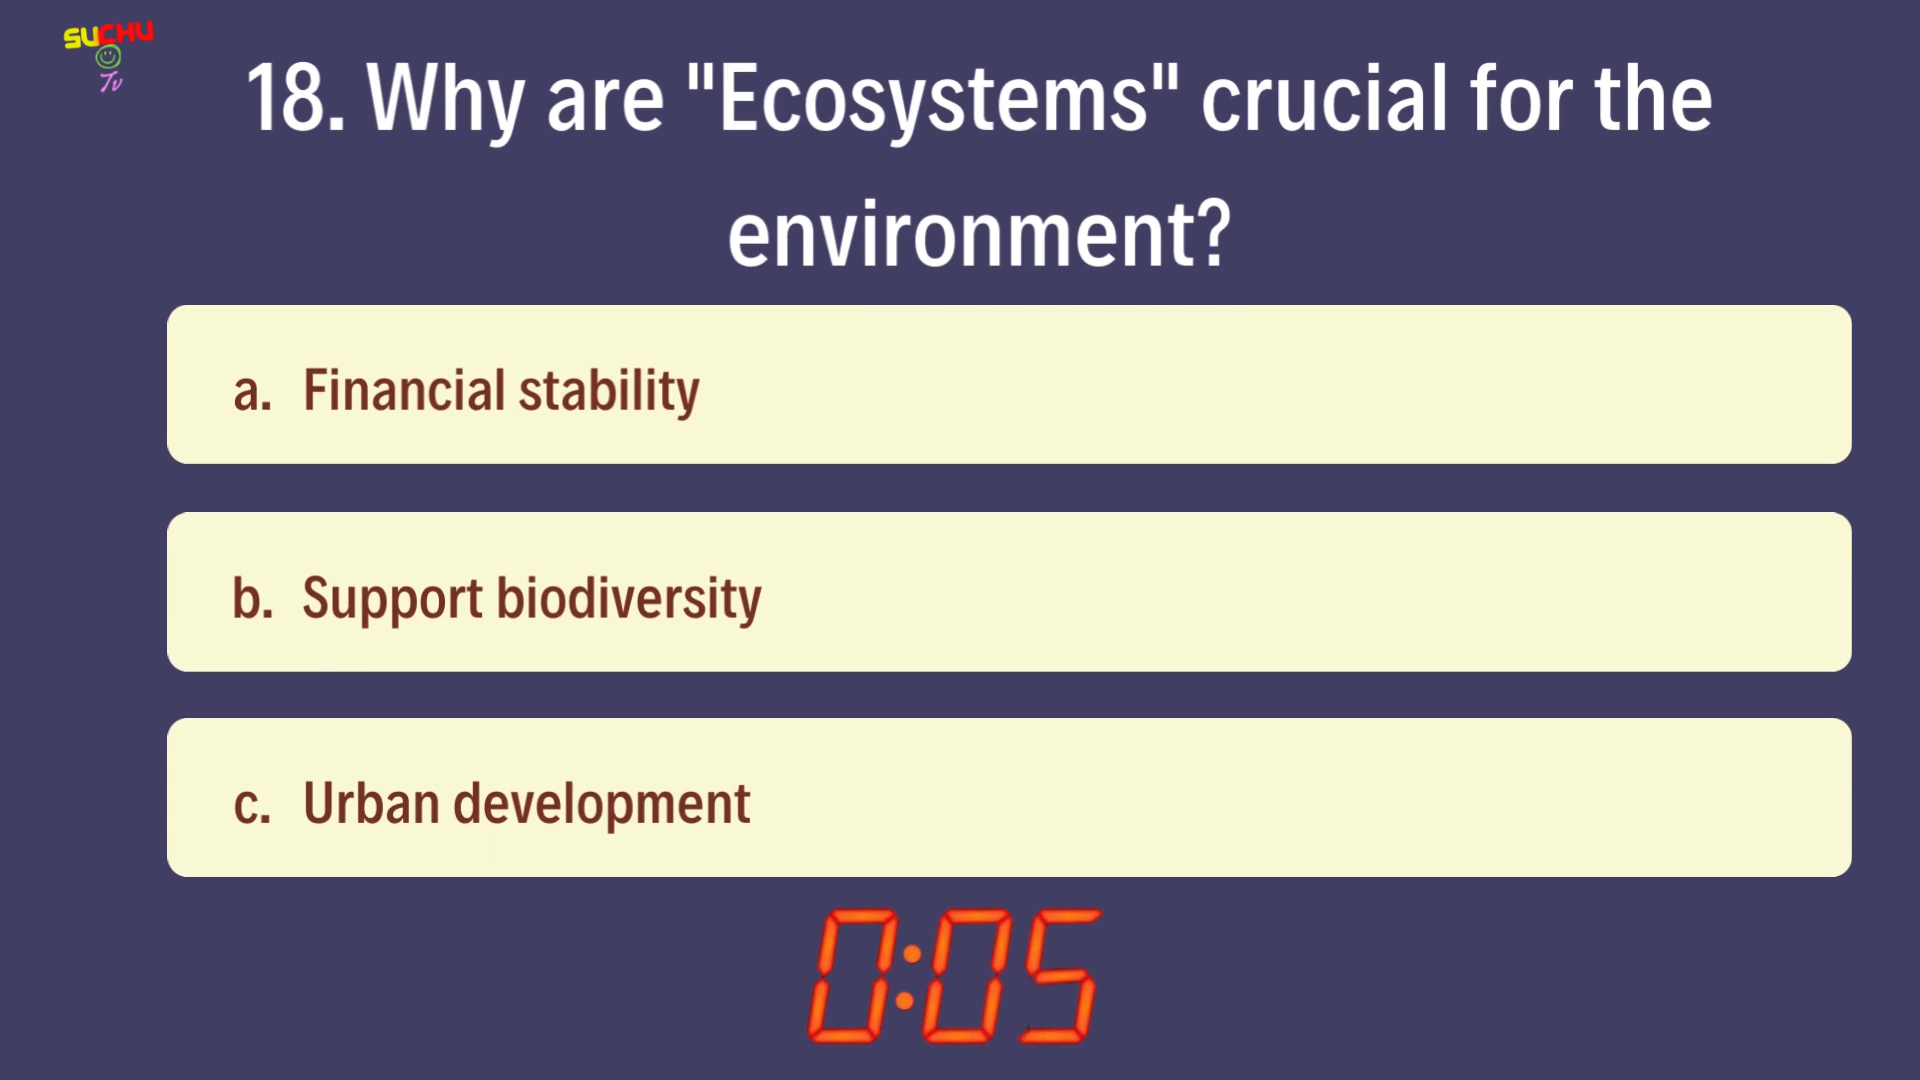 SUCHU
Tv
18. Why are "Ecosystems" crucial for the
environment?
a. Financial stability
b. Support biodiversity
c. Urban development
0:05